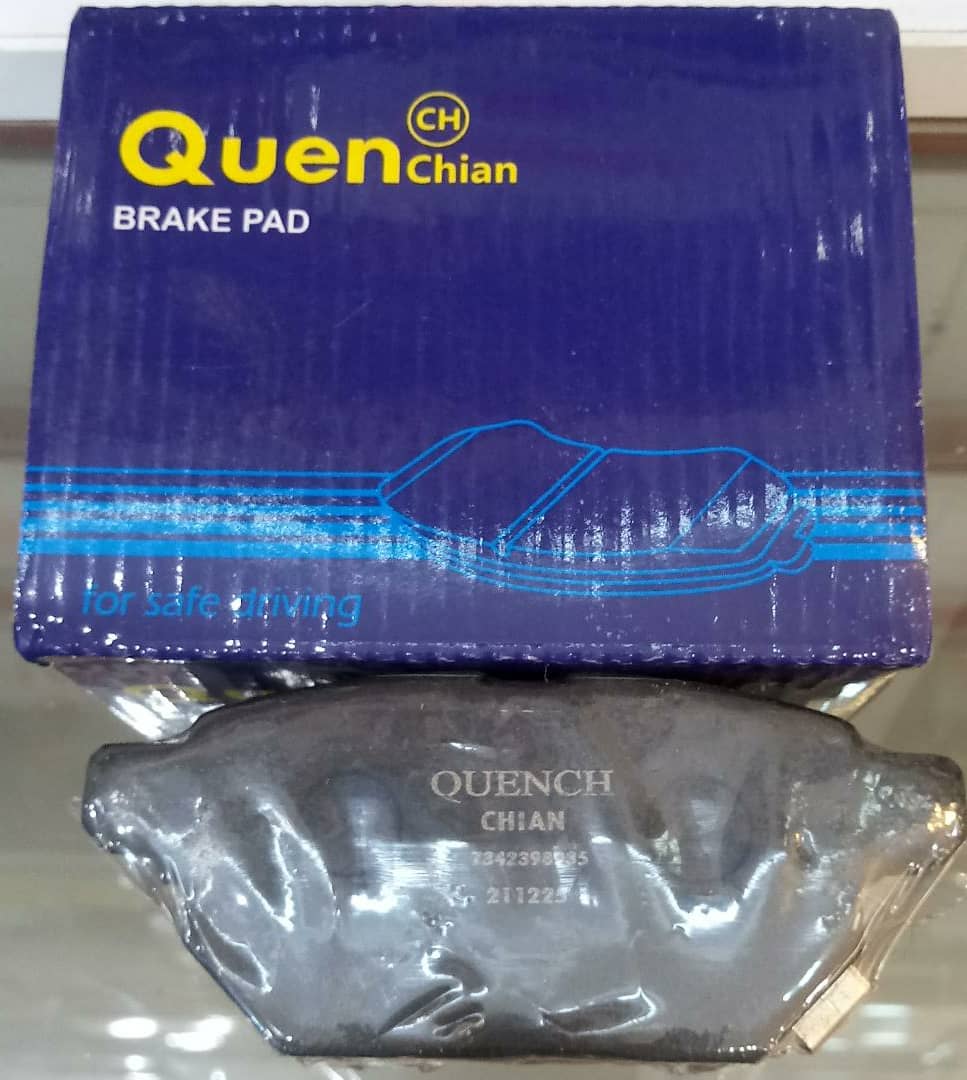 CH
Quen Chian
BRAKE PAD
for safe driving
QUENCH
CHIAN